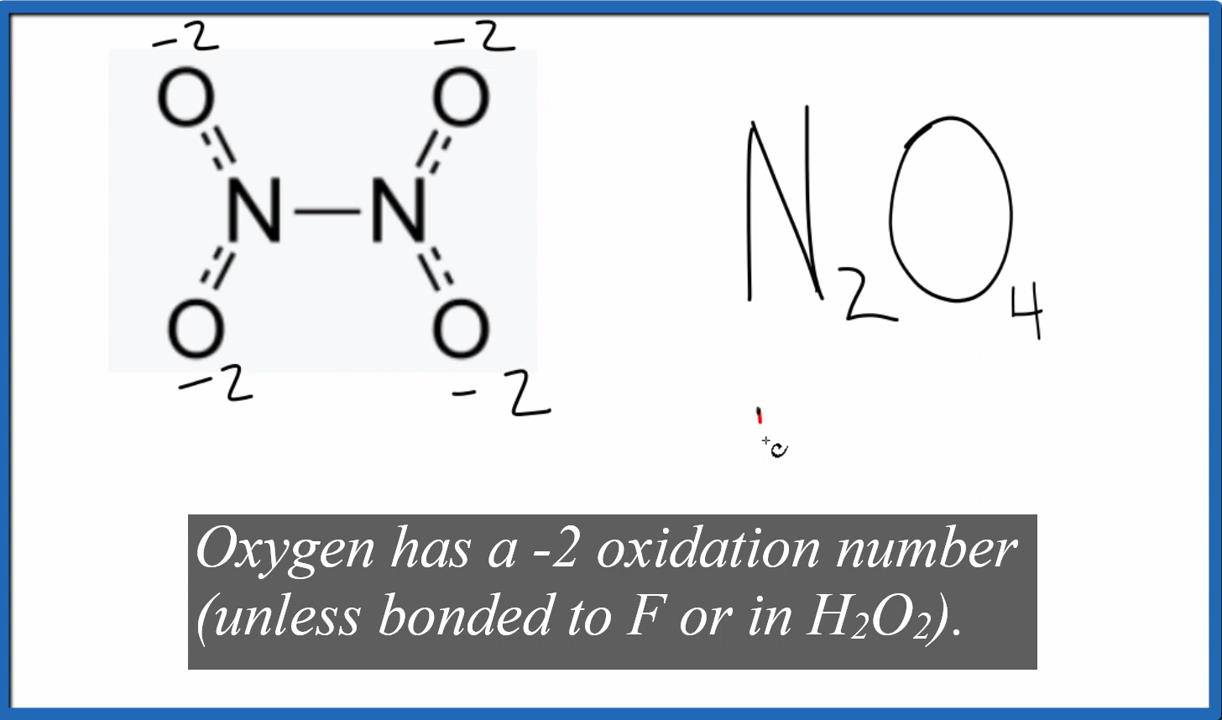 -2 -2
O O
N—N N₂O₄
O O
-2 -2
Oxygen has a -2 oxidation number
(unless bonded to F or in H₂O₂).